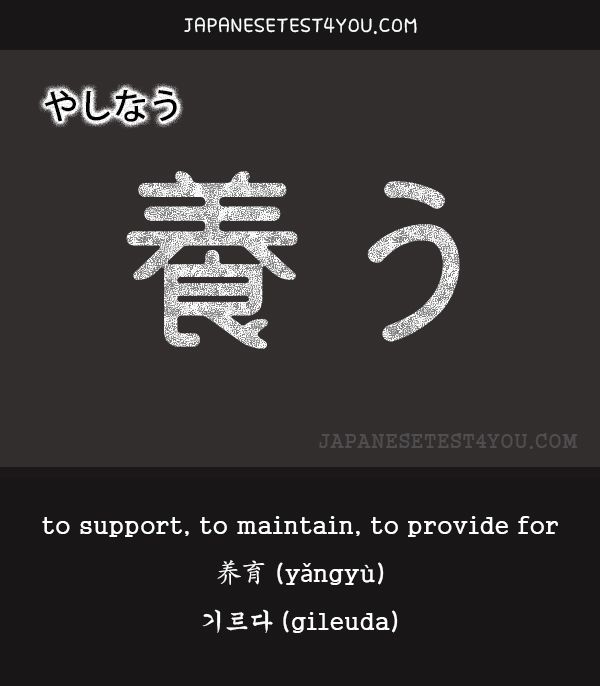 JAPANESETEST4YOU.COM
やしなう
養う
JAPANESETEST4YOU.COM
to support, to maintain, to provide for
养育 (yǎngyù)
기르다 (gileuda)